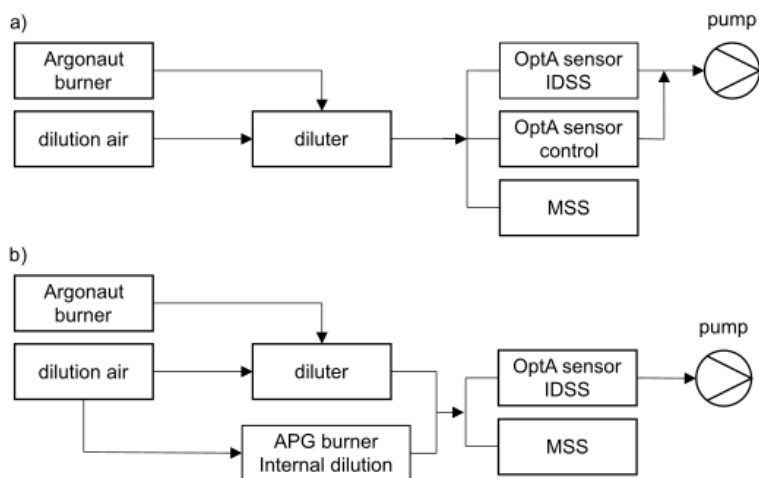 a)
pump
Argonaut
burner
OptA sensor
IDSS
dilution air
diluter
OptA sensor
control
MSS
b)
Argonaut
burner
pump
dilution air
diluter
OptA sensor
IDSS
APG burner
Internal dilution
MSS